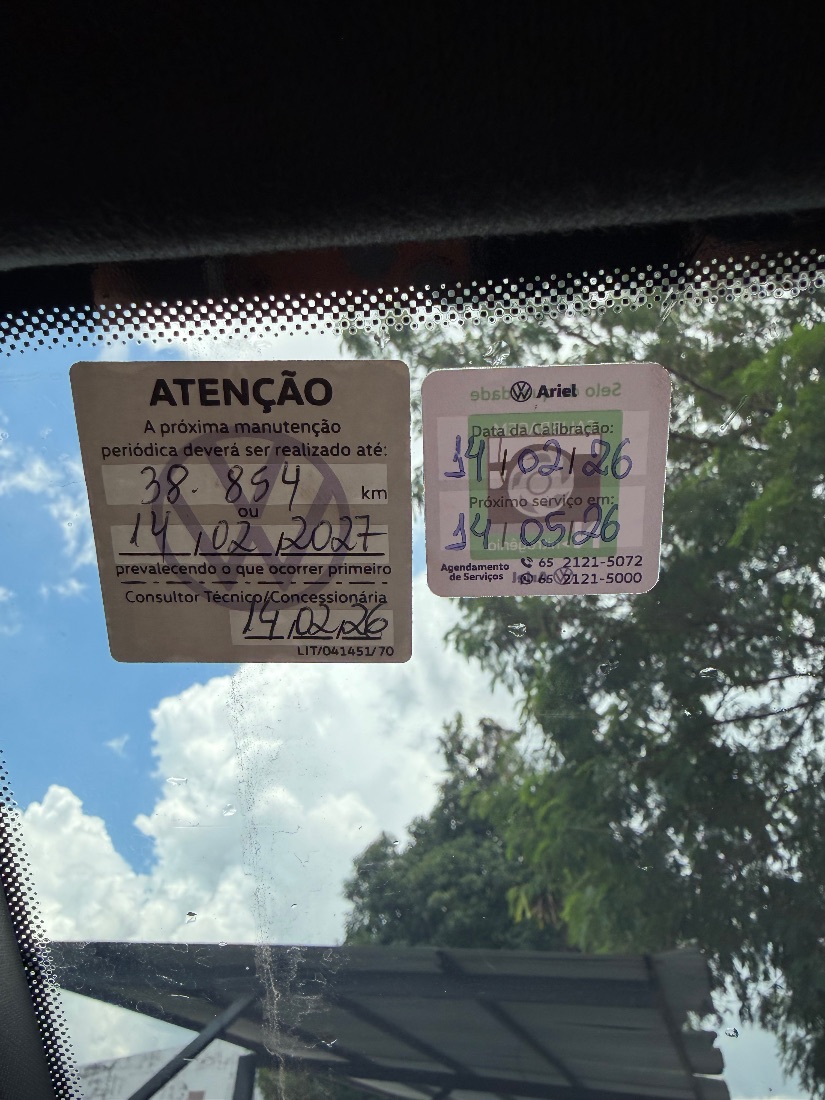 ATENÇÃO
A próxima manutenção
periódica deverá ser realizado até:
38.854 km
ou
14/02/2027
prevalecendo o que ocorrer primeiro
Consultor Técnico/Concessionária
14/02/26
LIT/041451/70
Ariel
Data da Calibração:
14/02/26
Próximo serviço em:
14/05/26
Agendamento de Serviços
65 2121-5072
65 2121-5000